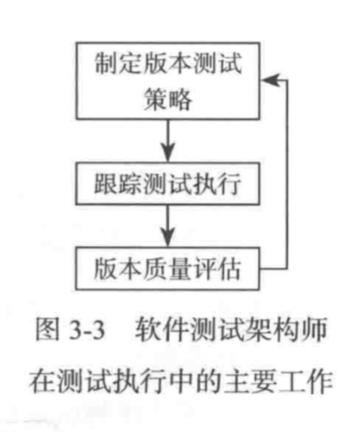 制定版本测试
策略
跟踪测试执行
版本质量评估
图 3-3 软件测试架构师
在测试执行中的主要工作